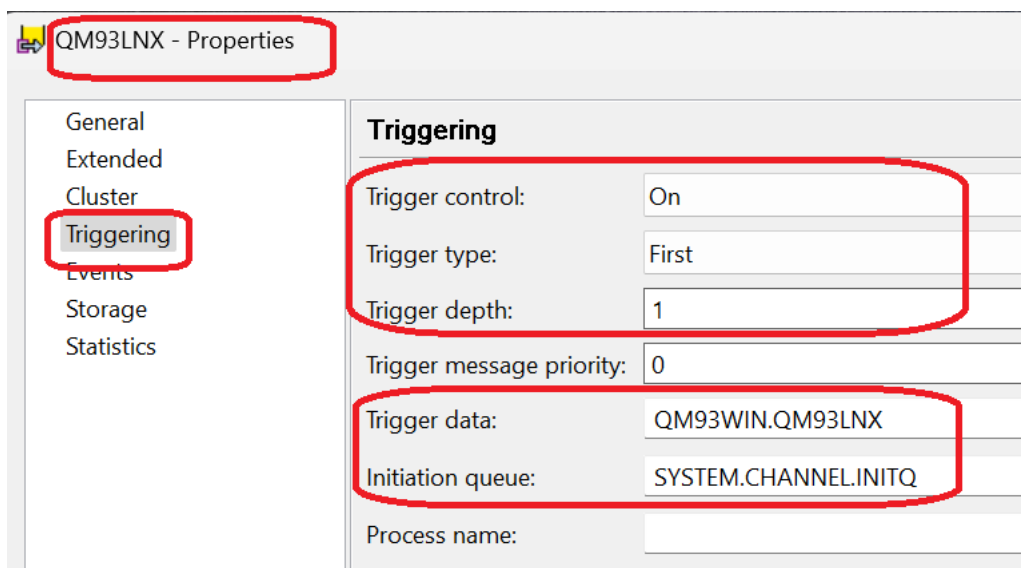 QM93LNX - Properties
General
Extended
Cluster
Triggering
Events
Storage
Statistics
Triggering
Trigger control: On
Trigger type: First
Trigger depth: 1
Trigger message priority: 0
Trigger data: QM93WIN.QM93LNX
Initiation queue: SYSTEM.CHANNEL.INITQ
Process name: